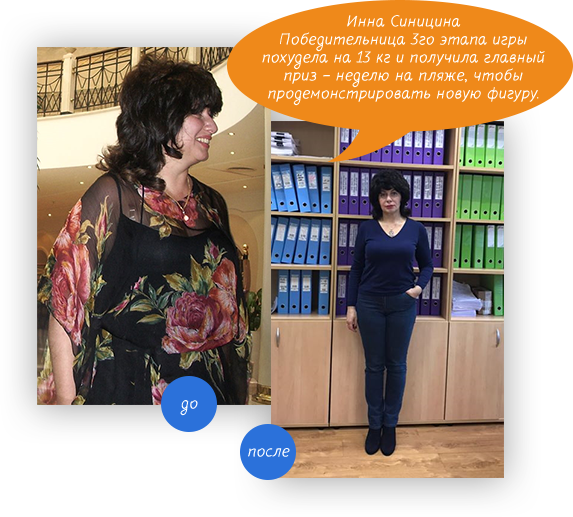 Инна Синицина
Победительница 3го этапа игры
похудела на 13 кг и получила главный
приз – неделю на пляже, чтобы
продемонстрировать новую фигуру.
до
после